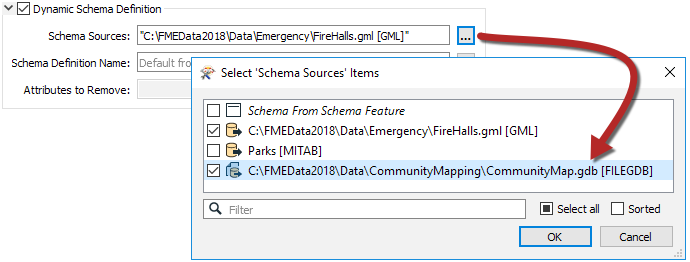 Dynamic Schema Definition
Schema Sources: "C:\FMEData2018\Data\Emergency\FireHalls.gml [GML]" ...
Schema Definition Name: Default fro
Attributes to Remove:
Select 'Schema Sources' Items
Schema From Schema Feature
C:\FMEData2018\Data\Emergency\FireHalls.gml [GML]
Parks [MITAB]
C:\FMEData2018\Data\CommunityMapping\CommunityMap.gdb [FILEGDB]
Filter Select all Sorted
OK Cancel